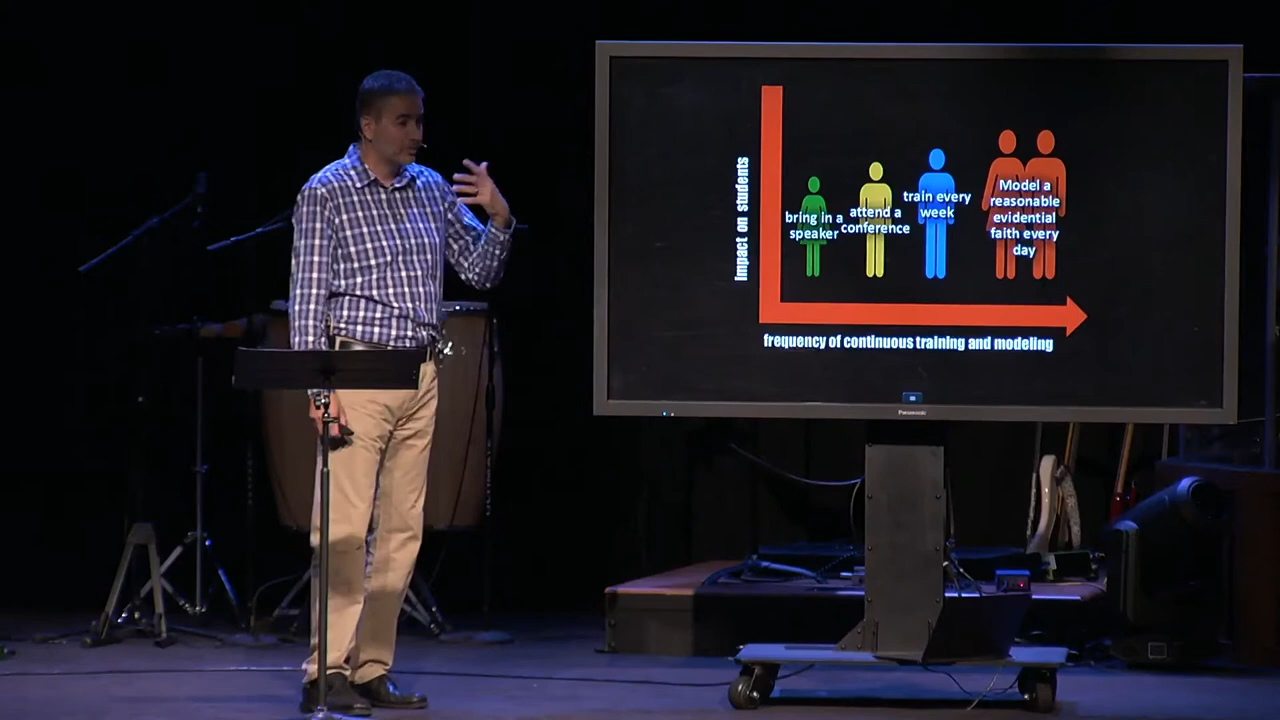 Impact on students
bring in a
speaker
attend a
conference
train every
week
Model a
reasonable
evidential
faith every
day
frequency of continuous training and modeling
Panasonic
ULTIMATE